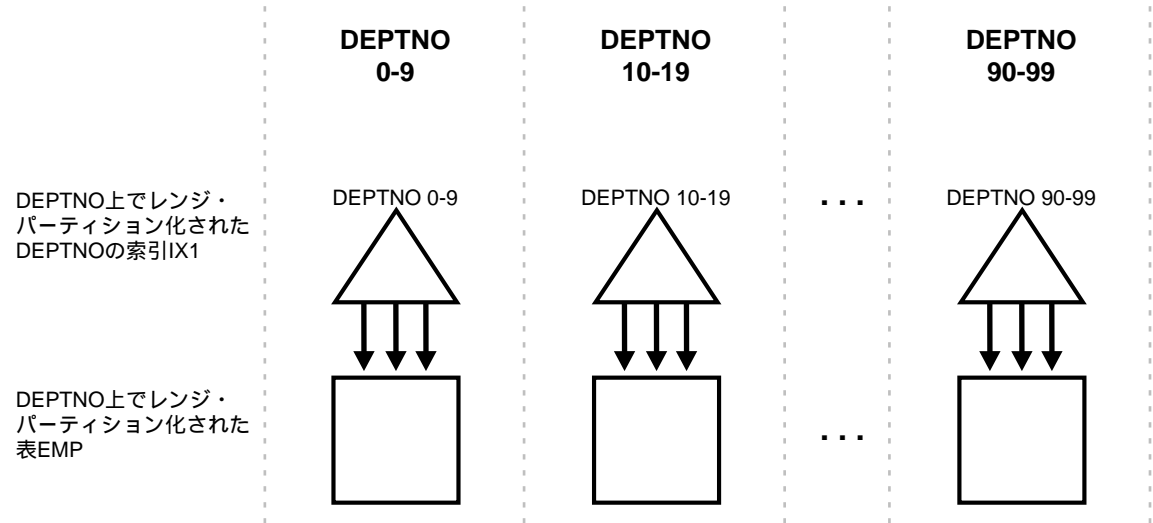 DEPTNO
0-9
DEPTNO
10-19
DEPTNO
90-99
DEPTNO上でレンジ・
パーティション化された
DEPTNOの索引IX1
DEPTNO 0-9
DEPTNO 10-19
. . .
DEPTNO 90-99
DEPTNO上でレンジ・
パーティション化された
表EMP
. . .